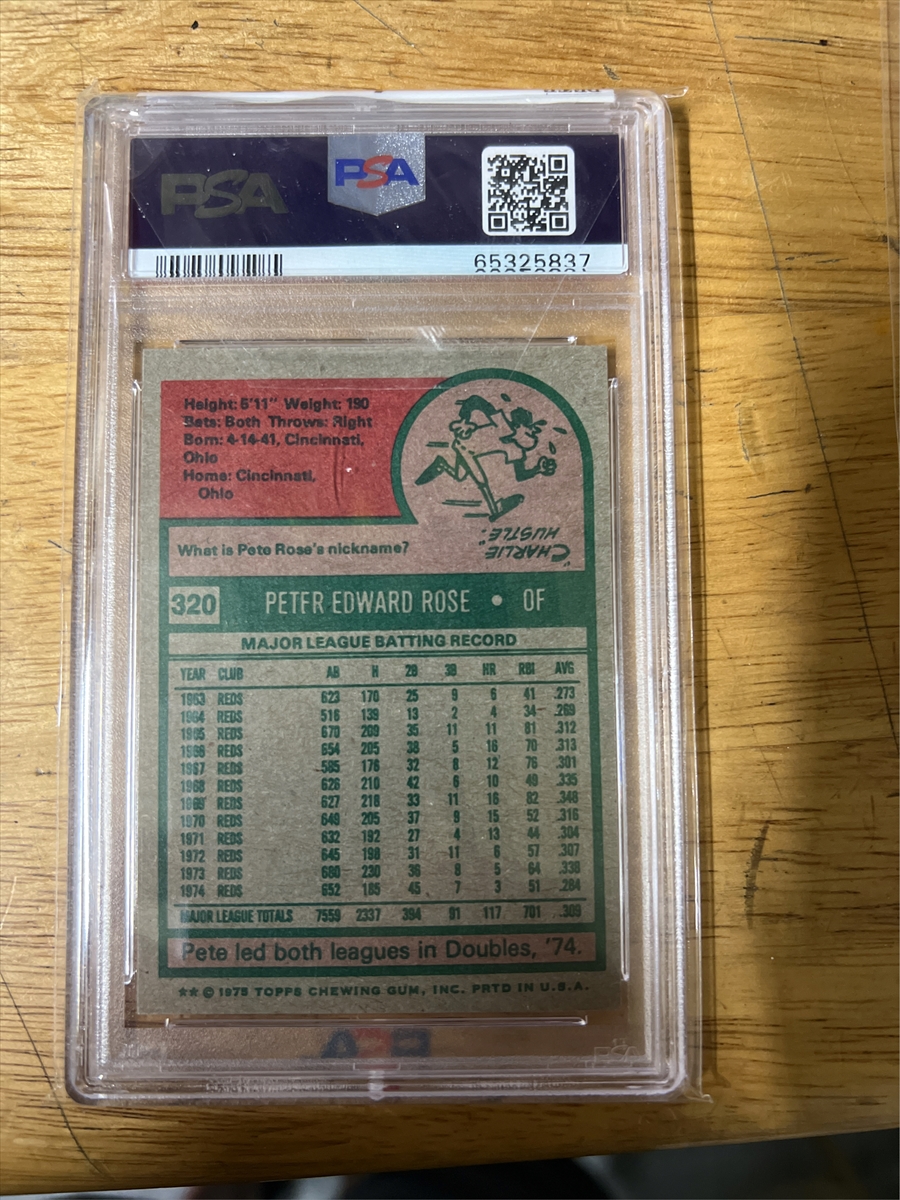 PSA
PSA
65325837
Height: 5'11" Weight: 190
Bats: Both Throws: Right
Born: 4-14-41, Cincinnati,
Ohio
Home: Cincinnati,
Ohio
"CHARLIE
HUSTLE"
What is Pete Rose's nickname?
320 PETER EDWARD ROSE • OF
MAJOR LEAGUE BATTING RECORD
YEAR CLUB AB H 2B 3B HR RBI AVG
1963 REDS 623 170 25 9 6 41 .273
1964 REDS 516 139 13 2 4 34 .269
1965 REDS 670 209 35 11 11 81 .312
1966 REDS 654 205 38 5 16 70 .313
1967 REDS 585 176 32 8 12 76 .301
1968 REDS 626 210 42 6 10 49 .335
1969 REDS 627 218 33 11 16 82 .348
1970 REDS 649 205 37 9 15 52 .316
1971 REDS 632 192 27 4 13 44 .304
1972 REDS 645 198 31 11 6 57 .307
1973 REDS 680 230 36 8 5 64 .338
1974 REDS 652 185 45 7 3 51 .284
MAJOR LEAGUE TOTALS 7559 2337 394 91 117 701 .309
Pete led both leagues in Doubles, '74.
★★ © 1975 TOPPS CHEWING GUM, INC. PRTD IN U.S.A.
PSA